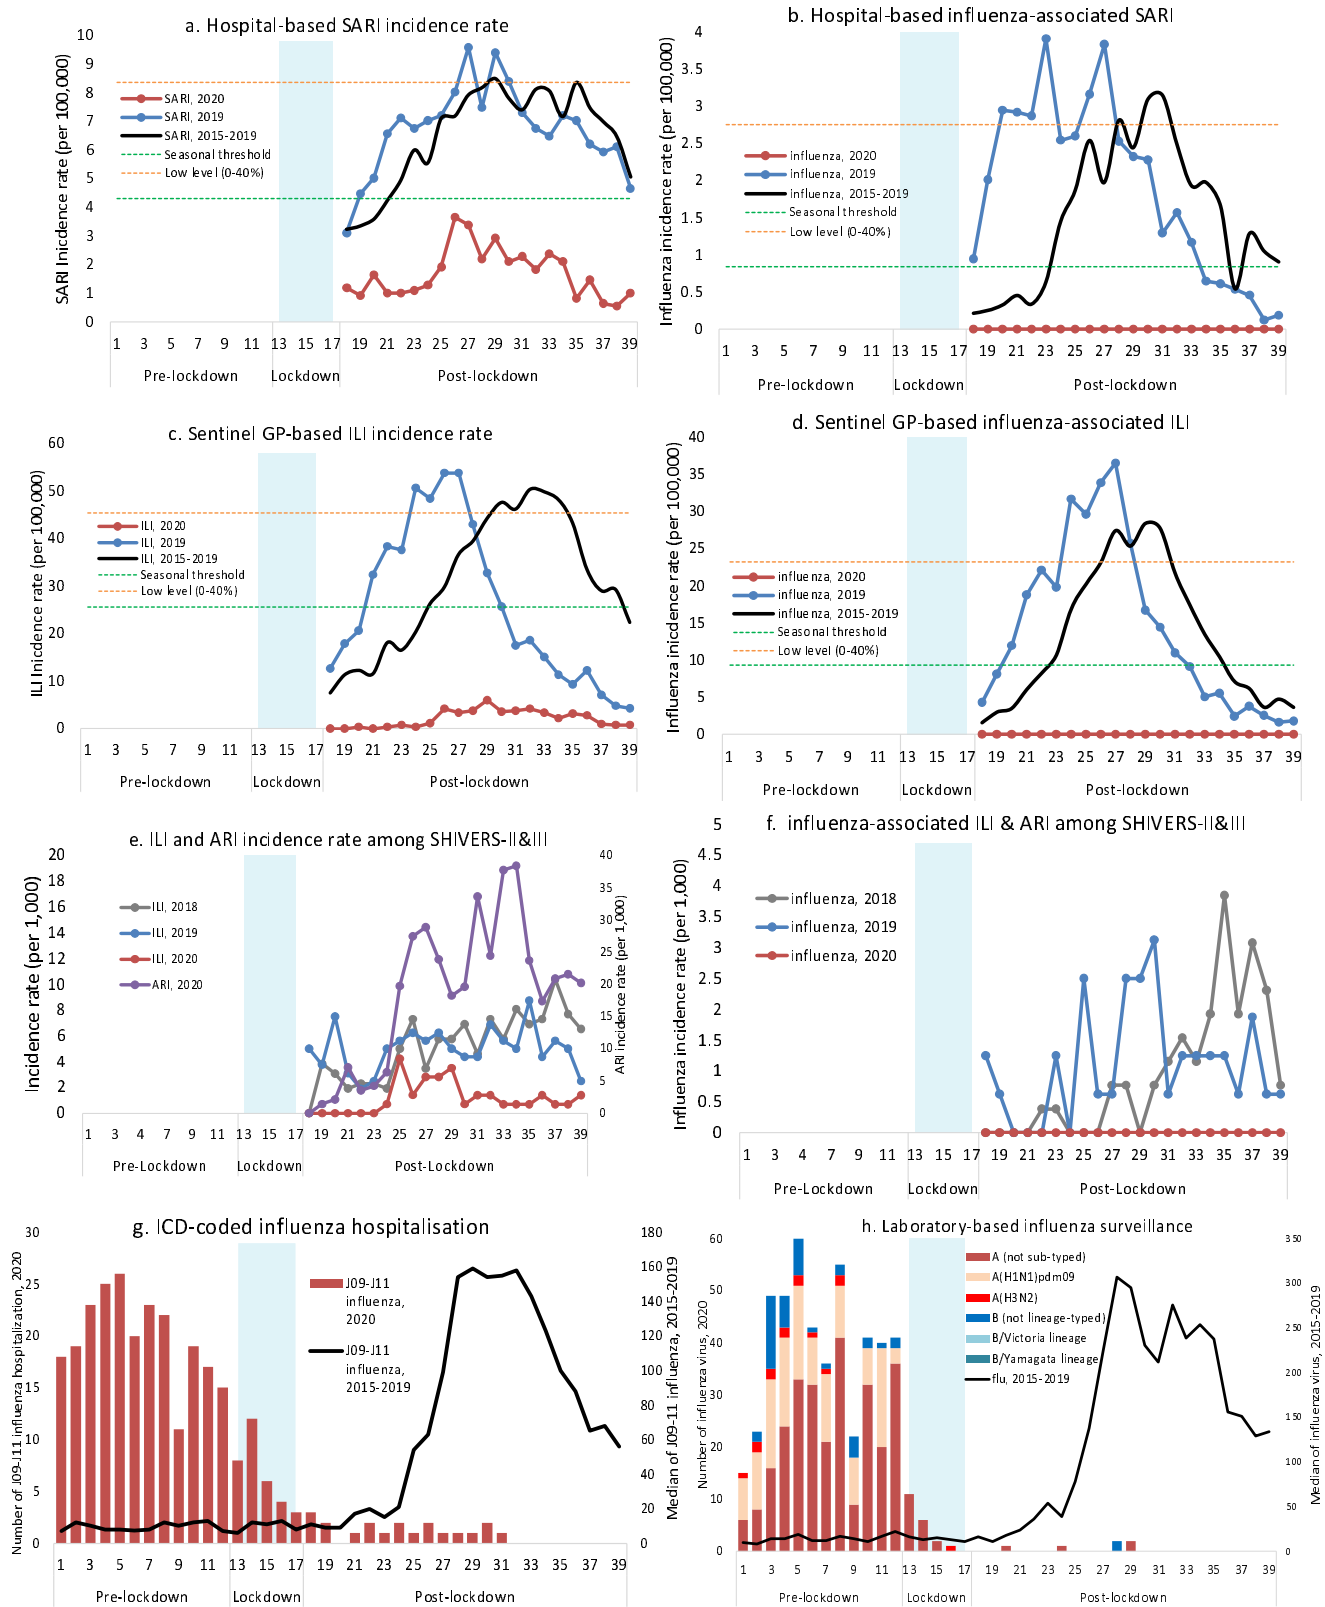 a. Hospital-based SARI incidence rate
SARI Inicdence rate (per 100,000)
10
9
8
7
6
5
4
3
2
1
0
SARI, 2020
SARI, 2019
SARI, 2015-2019
Seasonal threshold
Low level (0-40%)
1 3 5 7 9 11 13 15 17 19 21 23 25 27 29 31 33 35 37 39
Pre-lockdown Lockdown Post-lockdown
b. Hospital-based influenza-associated SARI
Influenza inicdence rate (per 100,000)
4
3.5
3
2.5
2
1.5
1
0.5
0
influenza, 2020
influenza, 2019
influenza, 2015-2019
Seasonal threshold
Low level (0-40%)
1 3 5 7 9 11 13 15 17 19 21 23 25 27 29 31 33 35 37 39
Pre-lockdown Lockdown Post-lockdown
c. Sentinel GP-based ILI incidence rate
ILI Inicdence rate (per 100,000)
60
50
40
30
20
10
0
ILI, 2020
ILI, 2019
ILI, 2015-2019
Seasonal threshold
Low level (0-40%)
1 3 5 7 9 11 13 15 17 19 21 23 25 27 29 31 33 35 37 39
Pre-lockdown Lockdown Post-lockdown
d. Sentinel GP-based influenza-associated ILI
Influenza inicdence rate (per 100,000)
40
35
30
25
20
15
10
5
0
influenza, 2020
influenza, 2019
influenza, 2015-2019
Seasonal threshold
Low level (0-40%)
1 3 5 7 9 11 13 15 17 19 21 23 25 27 29 31 33 35 37 39
Pre-lockdown Lockdown Post-lockdown
e. ILI and ARI incidence rate among SHIVERS-II&III
Incidence rate (per 1,000)
20
18
16
14
12
10
8
6
4
2
0
ILI, 2018
ILI, 2019
ILI, 2020
ARI, 2020
40
35
30
25
20
15
10
5
0
ARI incidence rate (per 1,000)
1 3 4 7 9 11 13 15 17 19 21 23 25 27 29 31 33 35 37 39
Pre-Lockdown Lockdown Post-Lockdown
f. influenza-associated ILI & ARI among SHIVERS-II&III
Influenza incidence rate (per 1,000)
5
4.5
4
3.5
3
2.5
2
1.5
1
0.5
0
influenza, 2018
influenza, 2019
influenza, 2020
1 3 4 7 9 11 13 15 17 19 21 23 25 27 29 31 33 35 37 39
Pre-Lockdown Lockdown Post-Lockdown
g. ICD-coded influenza hospitalisation
Number of J09-J11 influenza hospitalization, 2020
30
25
20
15
10
5
0
J09-J11
influenza,
2020
J09-J11
influenza,
2015-2019
180
160
140
120
100
80
60
40
20
0
Median of J09-11 influenza, 2015-2019
1 3 5 7 9 11 13 15 17 19 21 23 25 27 29 31 33 35 37 39
Pre-lockdown Lockdown Post-lockdown
h. Laboratory-based influenza surveillance
Number of influenza virus, 2020
60
50
40
30
20
10
0
A (not sub-typed)
A(H1N1)pdm09
A(H3N2)
B (not lineage-typed)
B/Victoria lineage
B/Yamagata lineage
flu, 2015-2019
350
300
250
200
150
100
50
0
Median of influenza virus, 2015-2019
1 3 5 7 9 11 13 15 17 19 21 23 25 27 29 31 33 35 37 39
Pre-lockdown Lockdown Post-lockdown